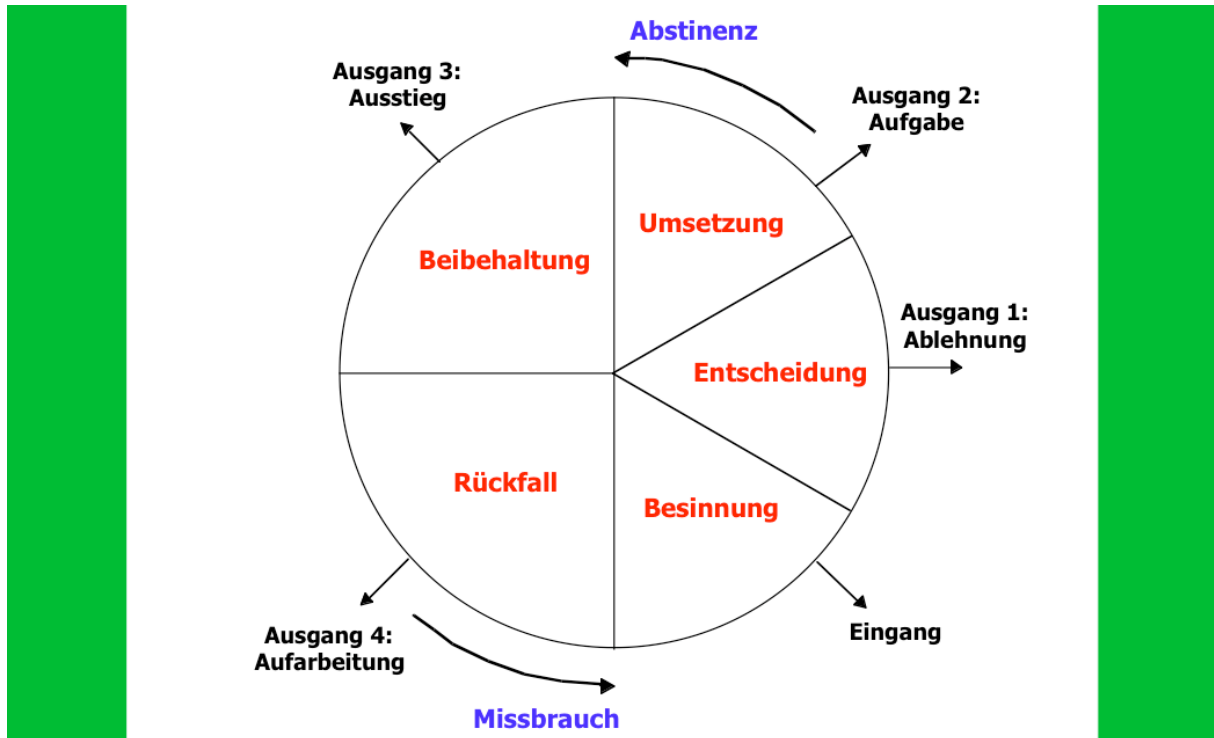 Abstinenz
Ausgang 3:
Ausstieg
Ausgang 2:
Aufgabe
Umsetzung
Beibehaltung
Ausgang 1:
Ablehnung
Entscheidung
Rückfall
Besinnung
Eingang
Ausgang 4:
Aufarbeitung
Missbrauch